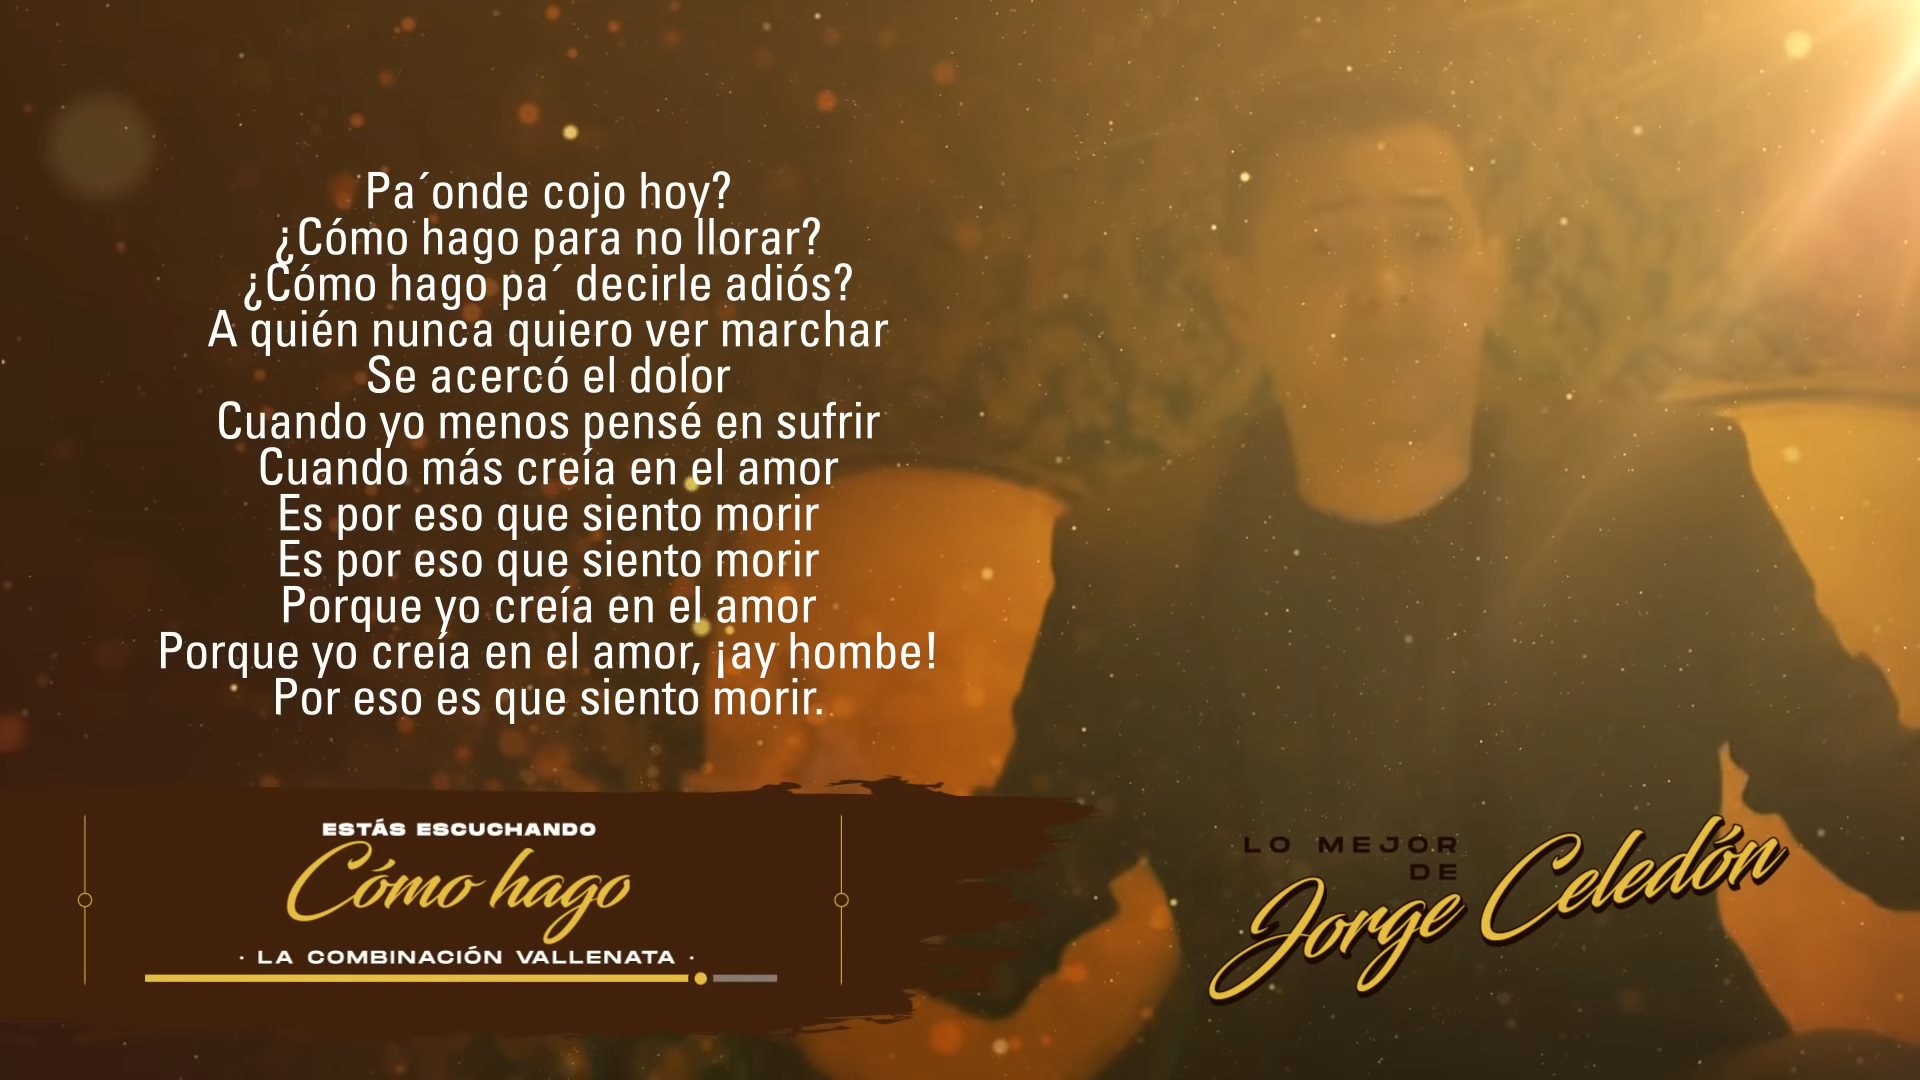 Pa´onde cojo hoy?
¿Cómo hago para no llorar?
¿Cómo hago pa´ decirle adiós?
A quién nunca quiero ver marchar
Se acercó el dolor
Cuando yo menos pensé en sufrir
Cuando más creía en el amor
Es por eso que siento morir
Es por eso que siento morir
Porque yo creía en el amor
Porque yo creía en el amor, ¡ay hombe!
Por eso es que siento morir.
ESTÁS ESCUCHANDO
Cómo hago
· LA COMBINACIÓN VALLENATA ·
LO MEJOR
DE
Jorge Celedón